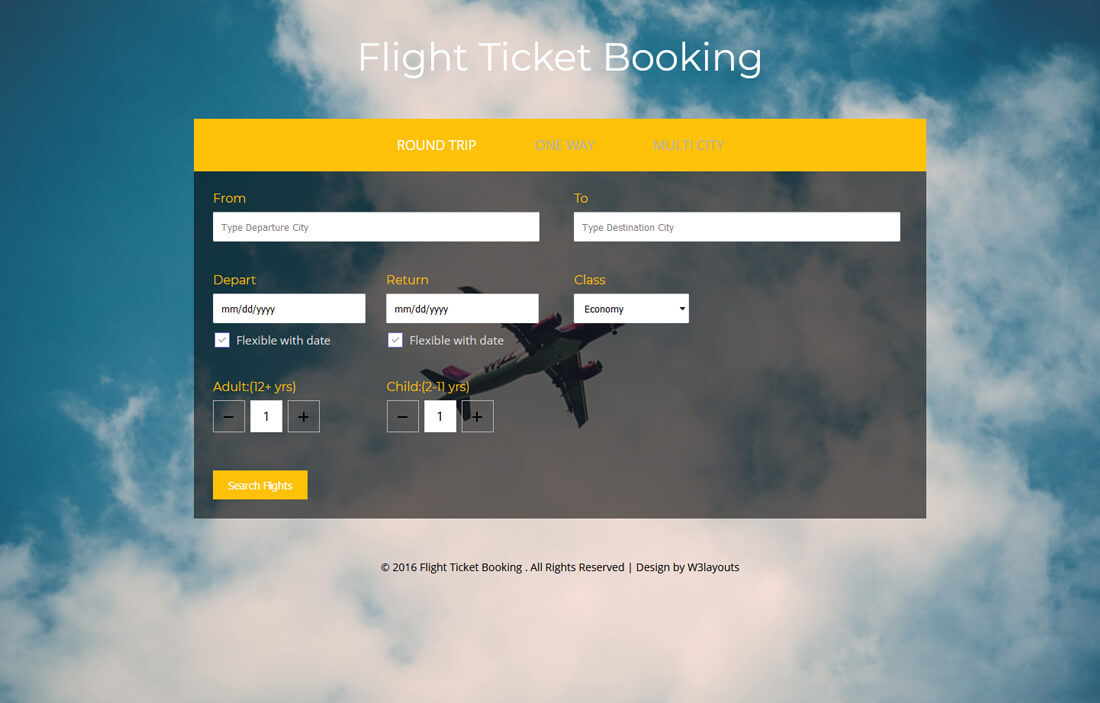 Flight Ticket Booking
ROUND TRIP ONE WAY MULTI CITY
From To
Type Departure City Type Destination City
Depart Return Class
mm/dd/yyyy mm/dd/yyyy Economy
Flexible with date Flexible with date
Adult:(12+ yrs) Child:(2-11 yrs)
− 1 + − 1 +
Search Flights
© 2016 Flight Ticket Booking . All Rights Reserved | Design by W3layouts